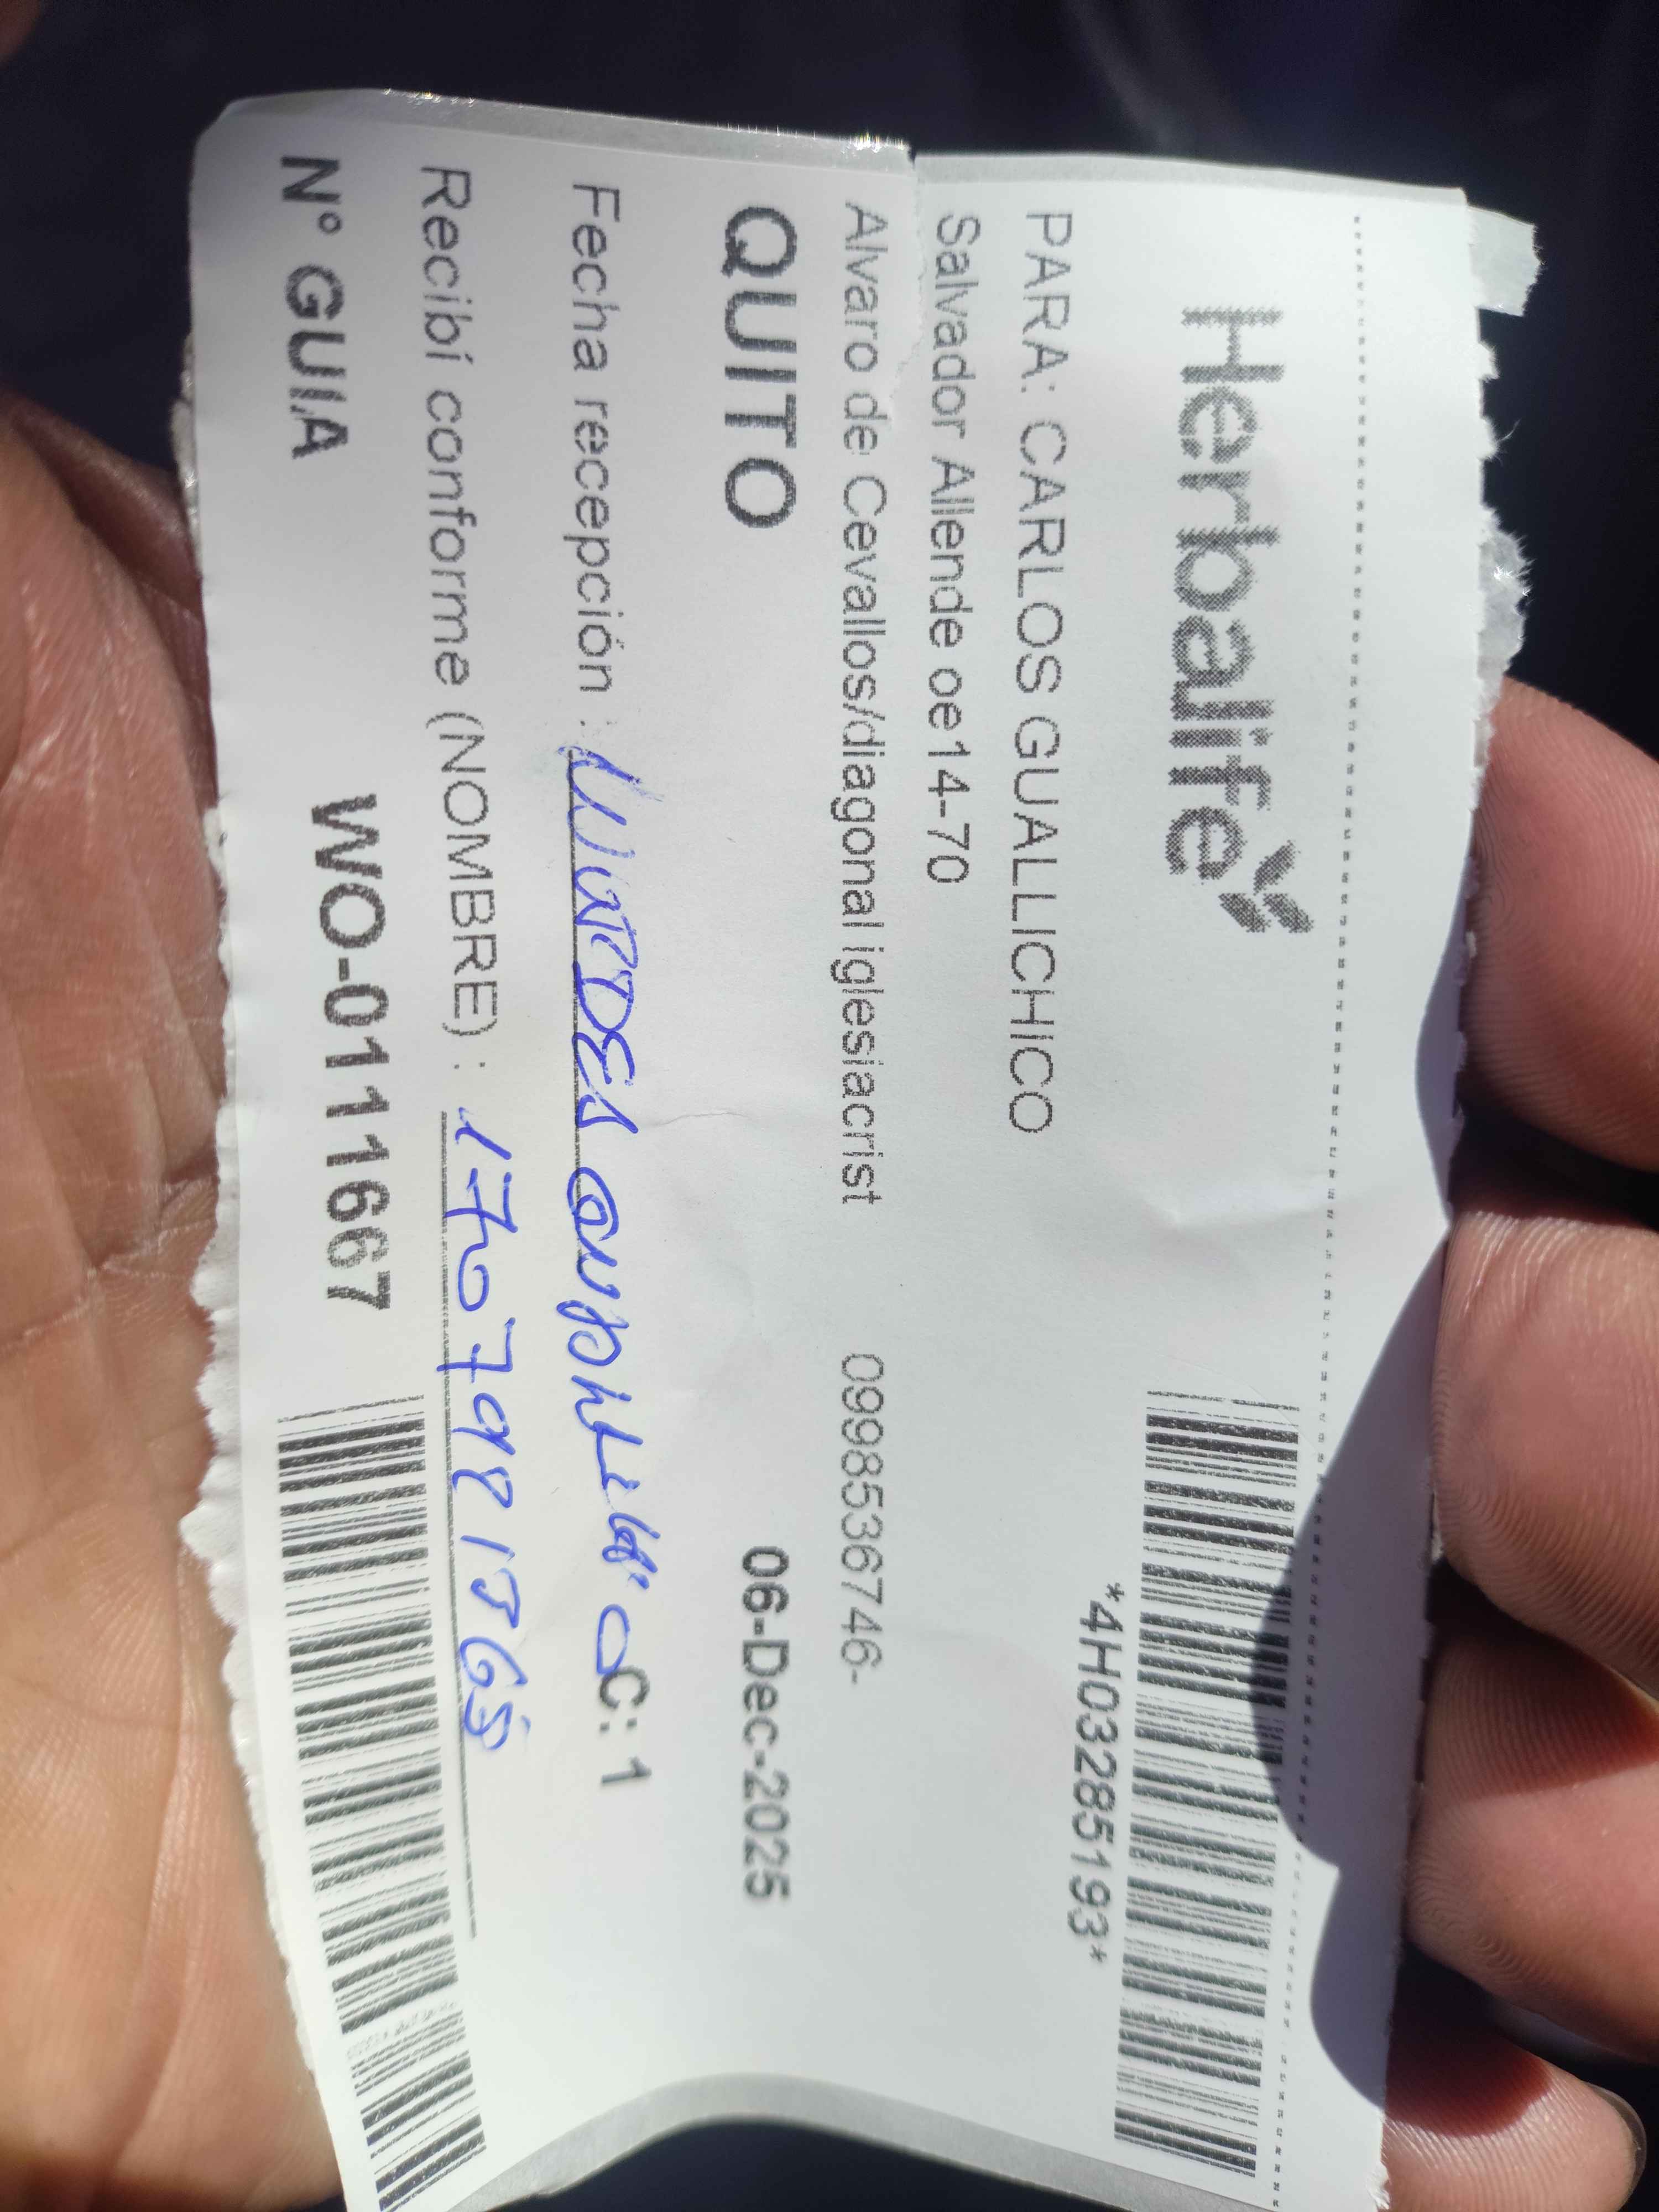 Herbalife
*4H03285193*
PARA: CARLOS GUALLICHICO
Salvador Allende oe14-70
Alvaro de Cevallos/diagonal iglesiacrist 0998536746-
QUITO 06-Dec-2025
Fecha recepción : C: 1
Recibí conforme (NOMBRE) :
N° GUIA WO-0111667